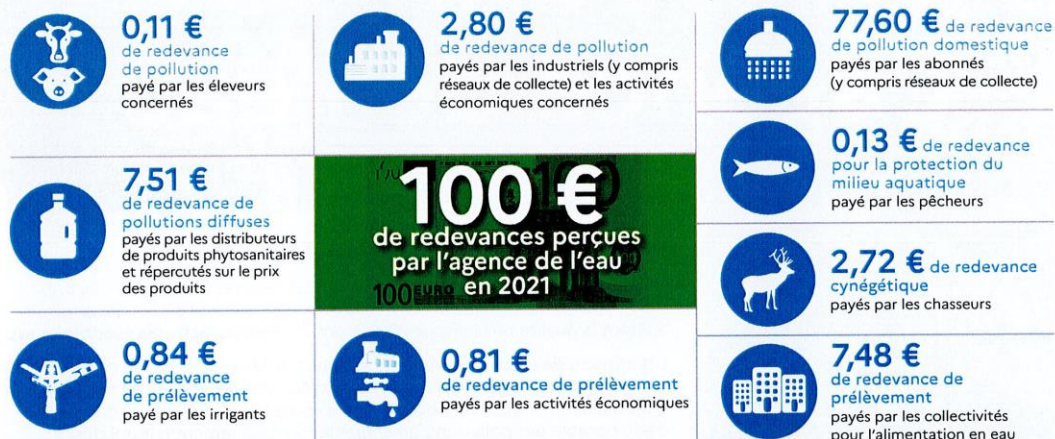 0,11 €
de redevance
de pollution
payé par les éleveurs
concernés
2,80 €
de redevance de pollution
payés par les industriels (y compris
réseaux de collecte) et les activités
économiques concernés
77,60 € de redevance
de pollution domestique
payés par les abonnés
(y compris réseaux de collecte)
0,13 € de redevance
pour la protection du
milieu aquatique
payé par les pêcheurs
7,51 €
de redevance de
pollutions diffuses
payés par les distributeurs
de produits phytosanitaires
et répercutés sur le prix
des produits
100 €
de redevances perçues
par l'agence de l'eau
en 2021
100 EURO
2,72 € de redevance
cynégétique
payés par les chasseurs
0,84 €
de redevance
de prélèvement
payé par les irrigants
0,81 €
de redevance de prélèvement
payés par les activités économiques
7,48 €
de redevance de
prélèvement
payés par les collectivités
pour l'alimentation en eau